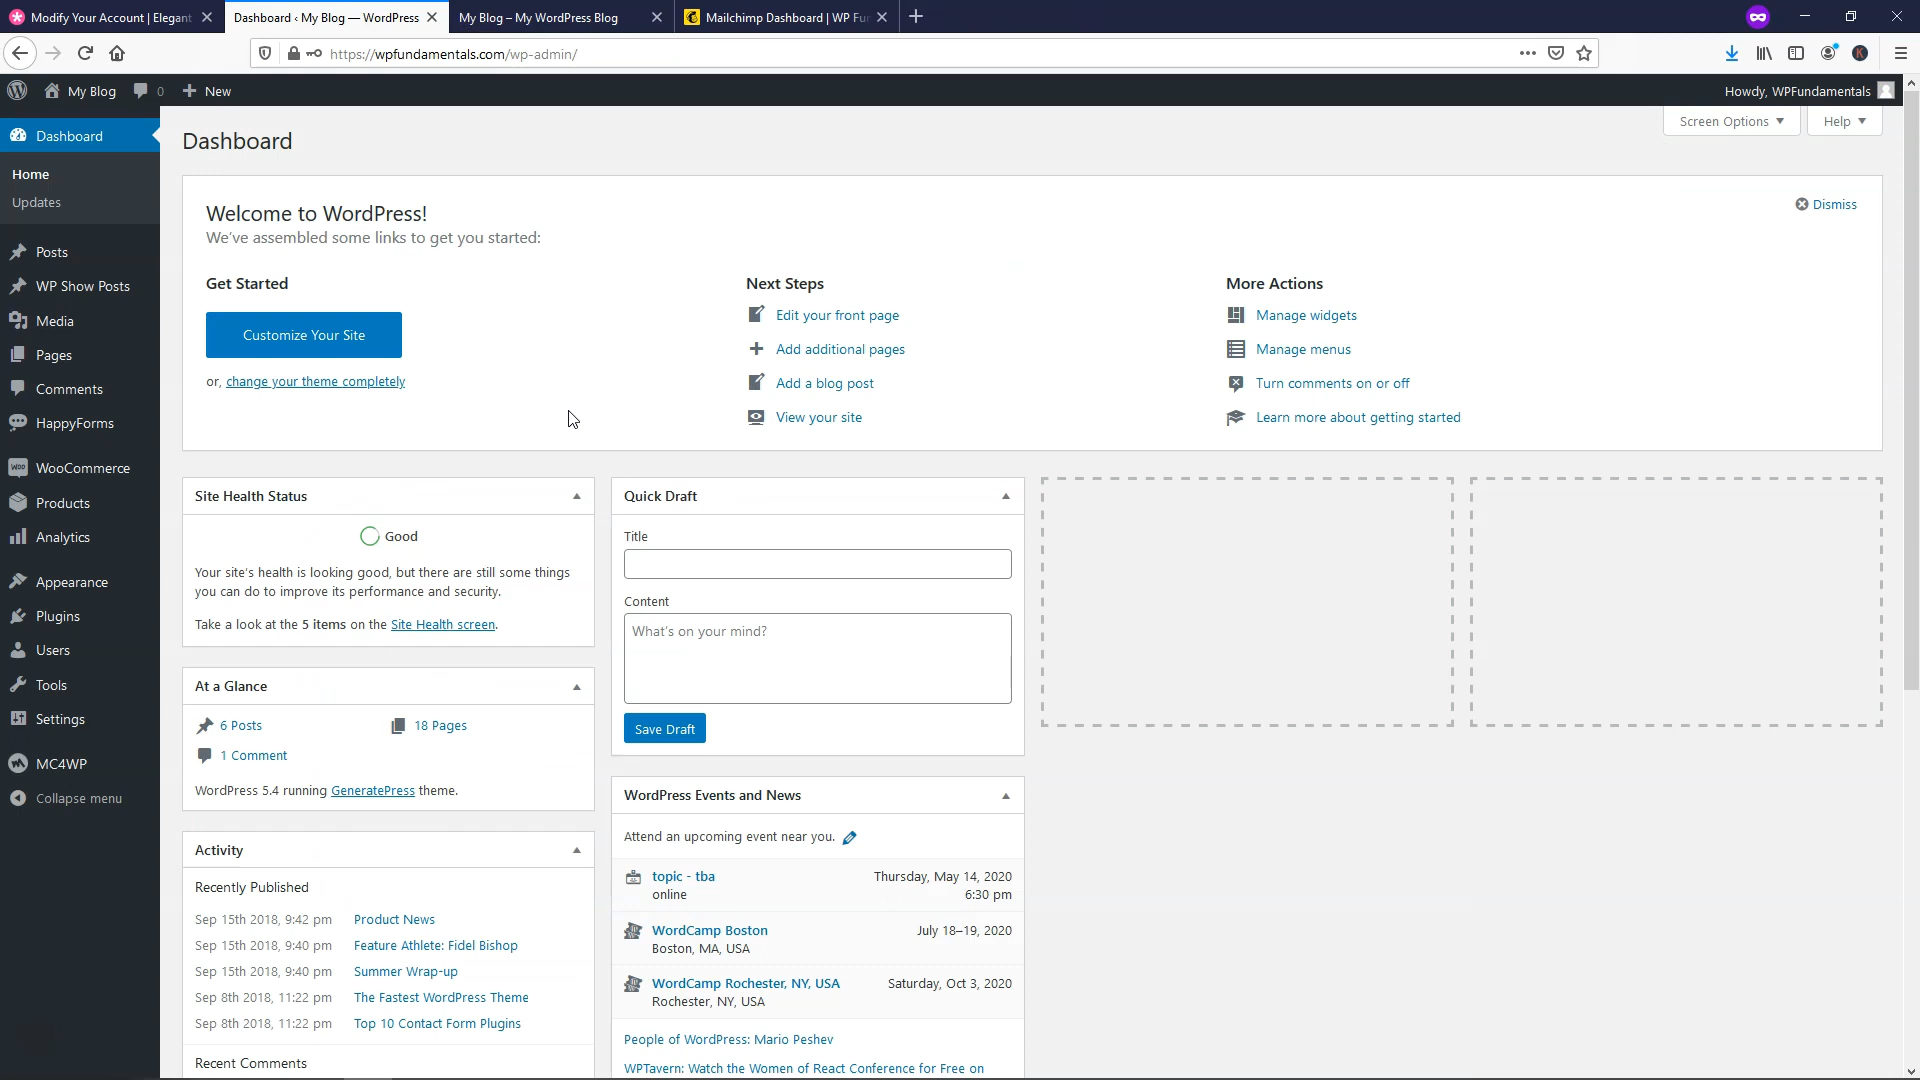 Modify Your Account | Elegant
Dashboard ‹ My Blog — WordPress
My Blog – My WordPress Blog
Mailchimp Dashboard | WP Fu
https://wpfundamentals.com/wp-admin/
My Blog
0
New
Howdy, WPFundamentals
Dashboard
Home
Updates
Posts
WP Show Posts
Media
Pages
Comments
HappyForms
WooCommerce
Products
Analytics
Appearance
Plugins
Users
Tools
Settings
MC4WP
Collapse menu
Screen Options
Help
Dashboard
Welcome to WordPress!
We've assembled some links to get you started:
Dismiss
Get Started
Customize Your Site
or, change your theme completely
Next Steps
Edit your front page
Add additional pages
Add a blog post
View your site
More Actions
Manage widgets
Manage menus
Turn comments on or off
Learn more about getting started
Site Health Status
Good
Your site's health is looking good, but there are still some things
you can do to improve its performance and security.
Take a look at the 5 items on the Site Health screen.
At a Glance
6 Posts
18 Pages
1 Comment
WordPress 5.4 running GeneratePress theme.
Activity
Recently Published
Sep 15th 2018, 9:42 pm Product News
Sep 15th 2018, 9:40 pm Feature Athlete: Fidel Bishop
Sep 15th 2018, 9:40 pm Summer Wrap-up
Sep 8th 2018, 11:22 pm The Fastest WordPress Theme
Sep 8th 2018, 11:22 pm Top 10 Contact Form Plugins
Recent Comments
Quick Draft
Title
Content
What's on your mind?
Save Draft
WordPress Events and News
Attend an upcoming event near you.
topic - tba
online
Thursday, May 14, 2020
6:30 pm
WordCamp Boston
Boston, MA, USA
July 18–19, 2020
WordCamp Rochester, NY, USA
Rochester, NY, USA
Saturday, Oct 3, 2020
People of WordPress: Mario Peshev
WPTavern: Watch the Women of React Conference for Free on